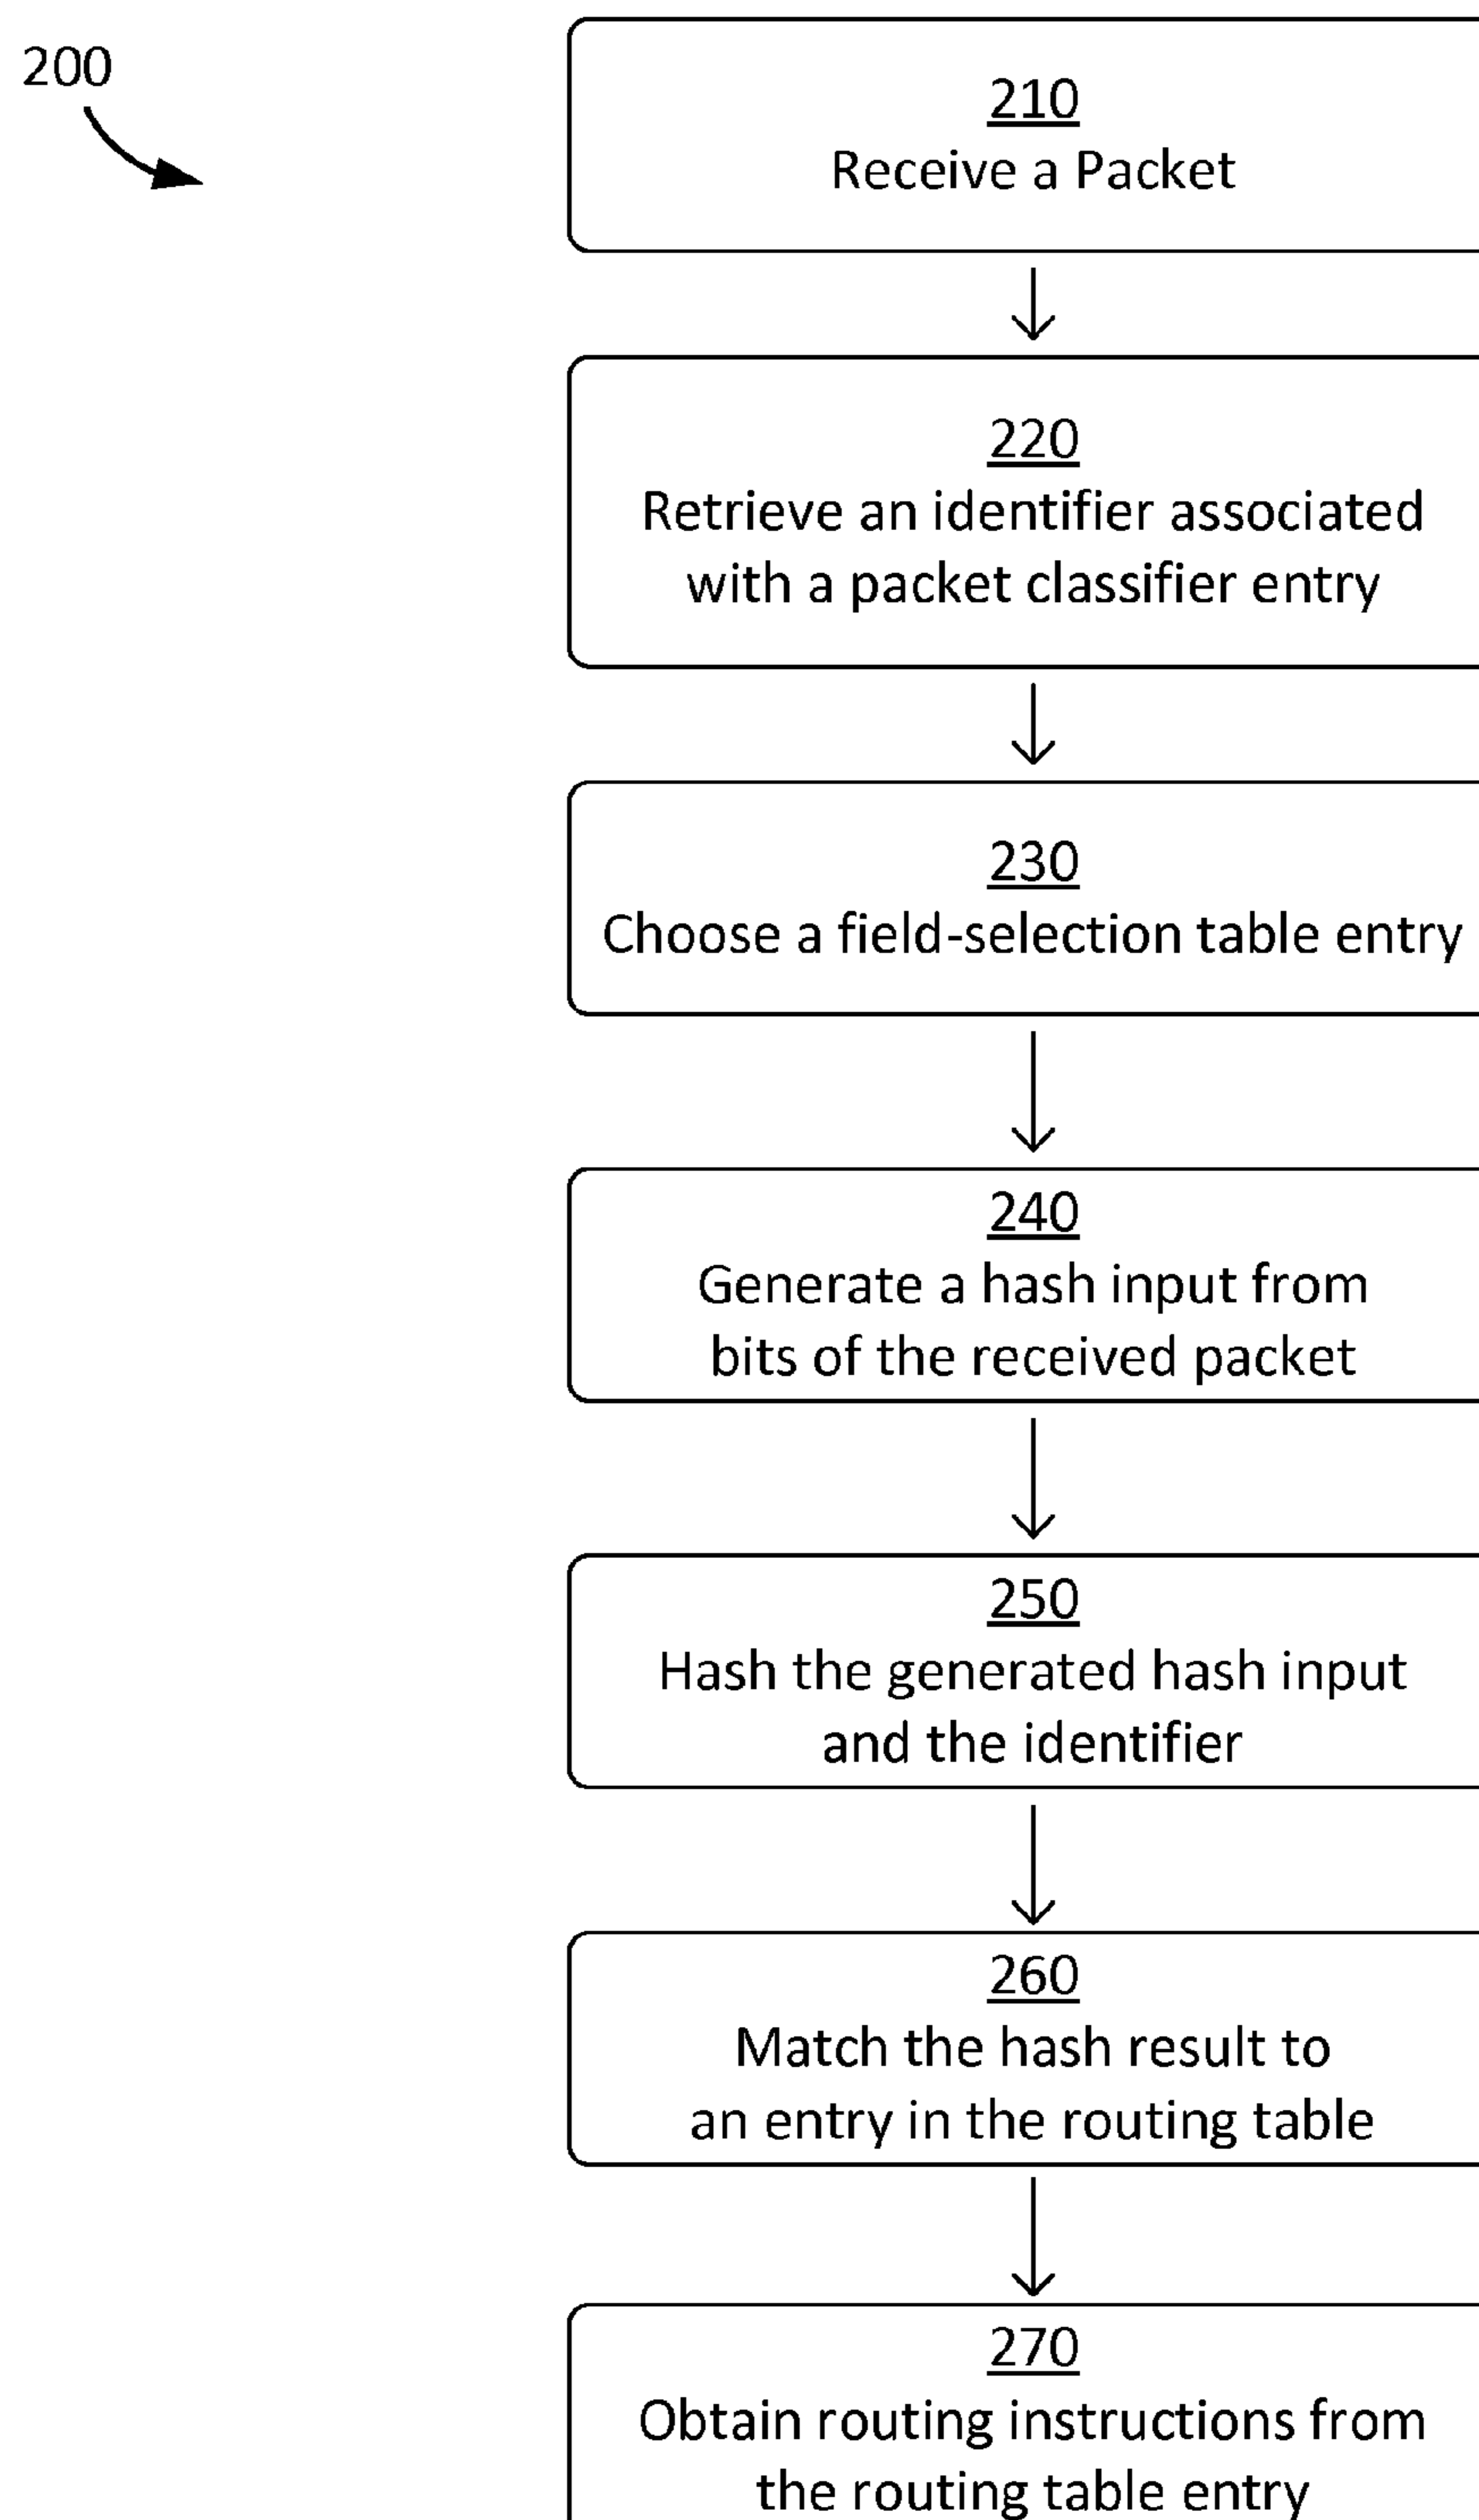 200
210
Receive a Packet
220
Retrieve an identifier associated
with a packet classifier entry
230
Choose a field-selection table entry
240
Generate a hash input from
bits of the received packet
250
Hash the generated hash input
and the identifier
260
Match the hash result to
an entry in the routing table
270
Obtain routing instructions from
the routing table entry